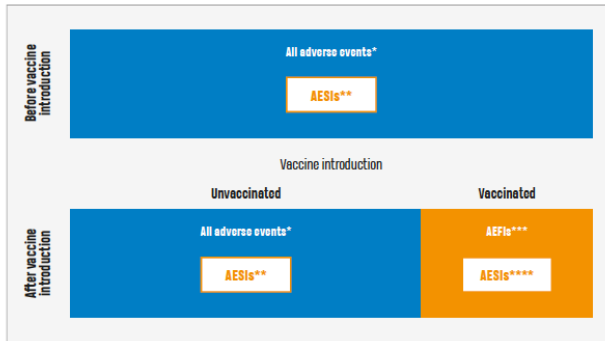 Before vaccine
introduction
All adverse events*
AESIs**
Vaccine introduction
Unvaccinated
Vaccinated
After vaccine
introduction
All adverse events*
AEFIs***
AESIs**
AESIs****